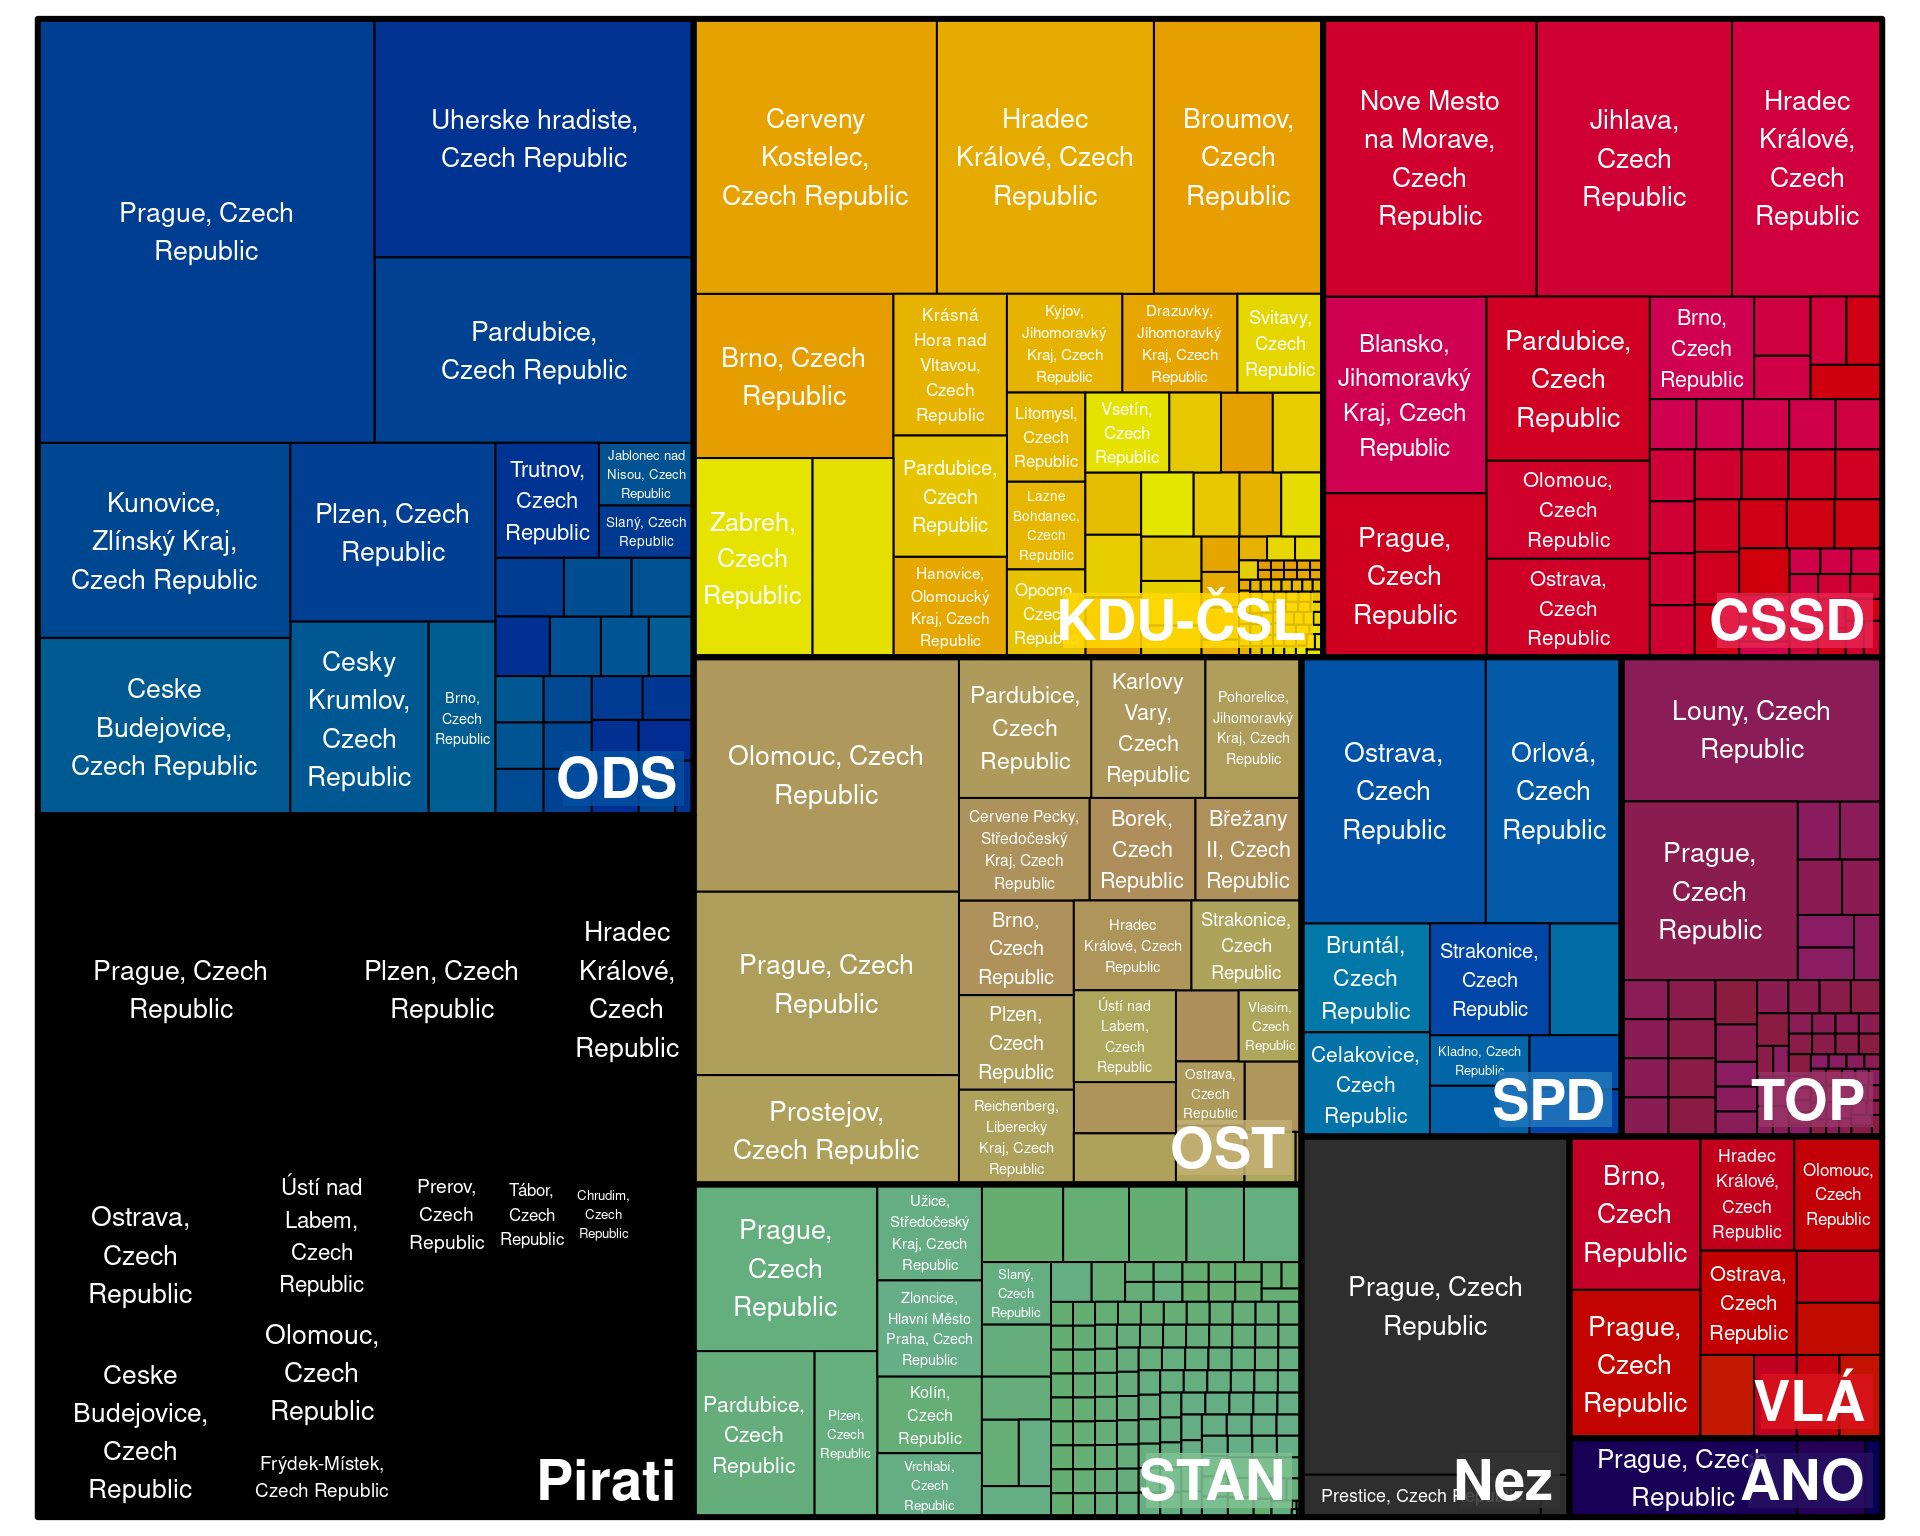 Prague, Czech
Republic
Uherske hradiste,
Czech Republic
Pardubice,
Czech Republic
Kunovice,
Zlínský Kraj,
Czech Republic
Ceske
Budejovice,
Czech Republic
Plzen, Czech
Republic
Cesky
Krumlov,
Czech
Republic
Brno,
Czech
Republic
Trutnov,
Czech
Republic
Jablonec nad
Nisou, Czech
Republic
Slaný, Czech
Republic
ODS
Cerveny
Kostelec,
Czech Republic
Hradec
Králové, Czech
Republic
Broumov,
Czech
Republic
Brno, Czech
Republic
Zabreh,
Czech
Republic
Krásná
Hora nad
Vltavou,
Czech
Republic
Pardubice,
Czech
Republic
Hanovice,
Olomoucký
Kraj, Czech
Republic
Kyjov,
Jihomoravký
Kraj, Czech
Republic
Drazuvky,
Jihomoravký
Kraj, Czech
Republic
Svitavy,
Czech
Republic
Litomysl,
Czech
Republic
Vsetín,
Czech
Republic
Lazne
Bohdanec,
Czech
Republic
Opocno,
Czech
Republic
KDU-ČSL
Nove Mesto
na Morave,
Czech
Republic
Jihlava,
Czech
Republic
Hradec
Králové,
Czech
Republic
Blansko,
Jihomoravký
Kraj, Czech
Republic
Prague,
Czech
Republic
Pardubice,
Czech
Republic
Olomouc,
Czech
Republic
Ostrava,
Czech
Republic
Brno,
Czech
Republic
CSSD
Prague, Czech
Republic
Plzen, Czech
Republic
Hradec
Králové,
Czech
Republic
Ostrava,
Czech
Republic
Ceske
Budejovice,
Czech
Republic
Ústí nad
Labem,
Czech
Republic
Olomouc,
Czech
Republic
Frýdek-Místek,
Czech Republic
Prerov,
Czech
Republic
Tábor,
Czech
Republic
Chrudim,
Czech
Republic
Pirati
Olomouc, Czech
Republic
Prague, Czech
Republic
Prostejov,
Czech Republic
Pardubice,
Czech
Republic
Karlovy
Vary,
Czech
Republic
Pohorelice,
Jihomoravký
Kraj, Czech
Republic
Cervene Pecky,
Středočeský
Kraj, Czech
Republic
Borek,
Czech
Republic
Břežany
II, Czech
Republic
Brno,
Czech
Republic
Plzen,
Czech
Republic
Reichenberg,
Liberecký
Kraj, Czech
Republic
Hradec
Králové, Czech
Republic
Strakonice,
Czech
Republic
Ústí nad
Labem,
Czech
Republic
Vlasim,
Czech
Republic
Ostrava,
Czech
Republic
OST
Prague,
Czech
Republic
Pardubice,
Czech
Republic
Plzen,
Czech
Republic
Užice,
Středočeský
Kraj, Czech
Republic
Zloncice,
Hlavní Město
Praha, Czech
Republic
Kolín,
Czech
Republic
Vrchlabí,
Czech
Republic
Slaný,
Czech
Republic
STAN
Ostrava,
Czech
Republic
Orlová,
Czech
Republic
Bruntál,
Czech
Republic
Celakovice,
Czech
Republic
Strakonice,
Czech
Republic
Kladno, Czech
Republic
SPD
Louny, Czech
Republic
Prague,
Czech
Republic
TOP
Prague, Czech
Republic
Prestice, Czech Republic
Nez
Brno,
Czech
Republic
Prague,
Czech
Republic
Hradec
Králové,
Czech
Republic
Olomouc,
Czech
Republic
Ostrava,
Czech
Republic
VLÁ
Prague, Czech
Republic
ANO